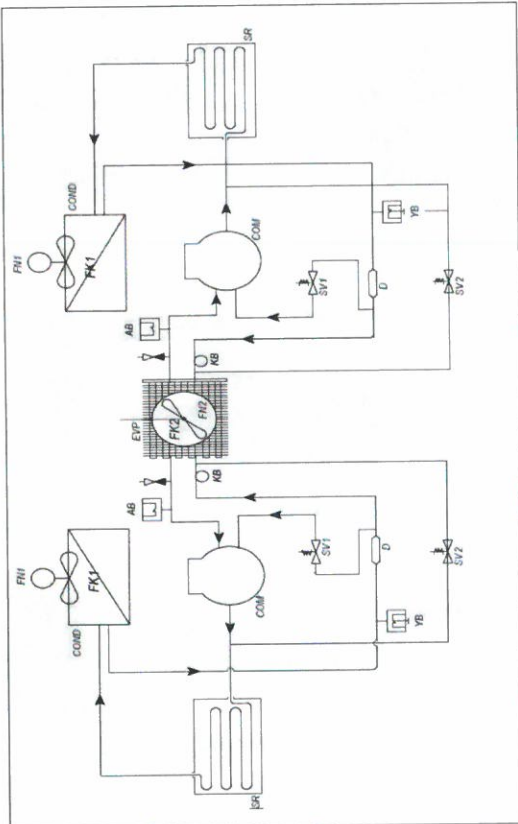 SR
COND
FN1
FK1
COM
YB
SV1
D
SV2
AB
KB
EVP
FK2
FN2
AB
KB
FN1
FK1
COND
COM
SV1
D
SV2
YB
SR